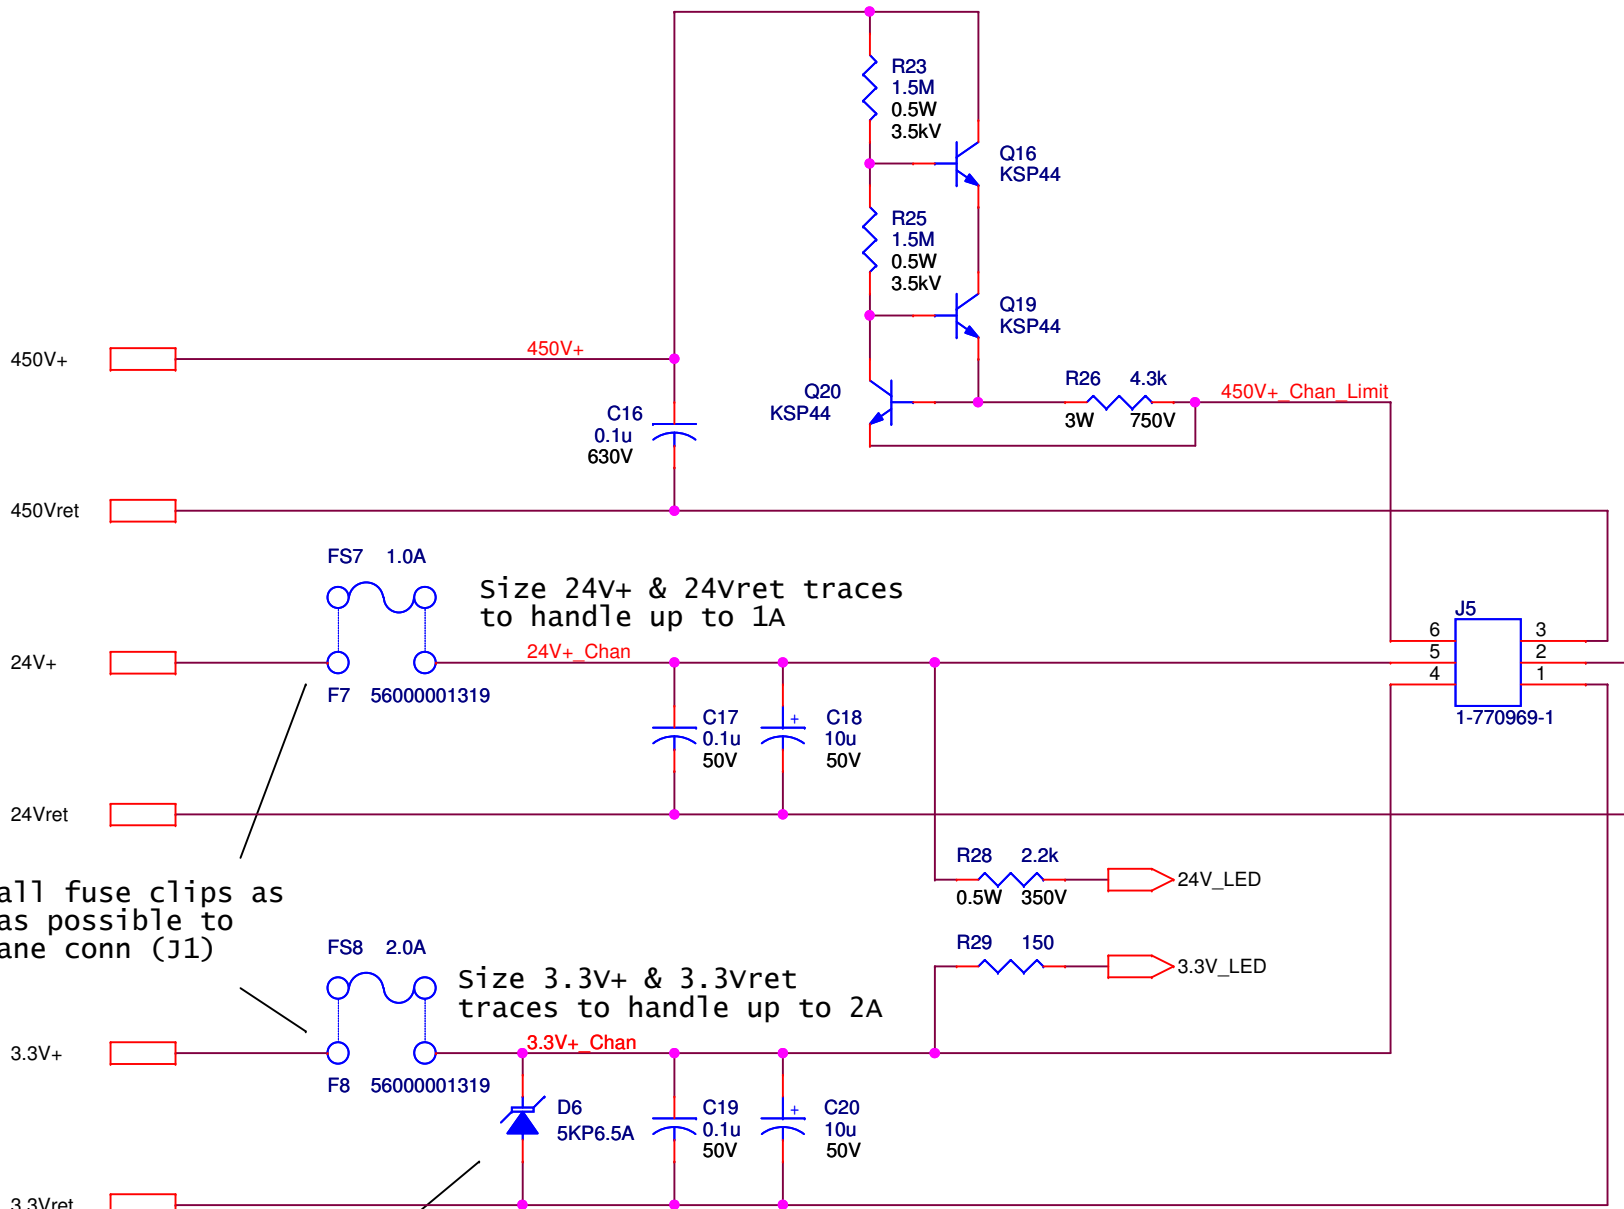 R23
1.5M
0.5W
3.5kV
Q16
KSP44
R25
1.5M
0.5W
3.5kV
Q19
KSP44
450V+
450V+
Q20
KSP44
R26 4.3k
3W 750V
450V+_Chan_Limit
C16
0.1u
630V
450Vret
FS7 1.0A
Size 24V+ & 24Vret traces
to handle up to 1A
24V+
24V+_Chan
F7 56000001319
J5
6 3
5 2
4 1
1-770969-1
C17
0.1u
50V
+ C18
10u
50V
24Vret
R28 2.2k
0.5W 350V
24V_LED
all fuse clips as
as possible to
ane conn (J1)
R29 150
3.3V_LED
FS8 2.0A
Size 3.3V+ & 3.3Vret
traces to handle up to 2A
3.3V+
3.3V+_Chan
F8 56000001319
D6
5KP6.5A
C19
0.1u
50V
+ C20
10u
50V
3.3Vret